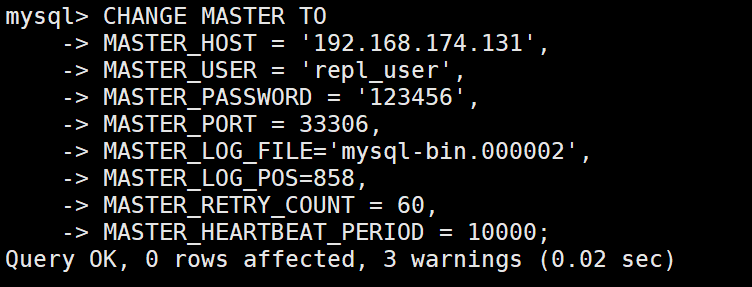 mysql> CHANGE MASTER TO
    -> MASTER_HOST = '192.168.174.131',
    -> MASTER_USER = 'repl_user',
    -> MASTER_PASSWORD = '123456',
    -> MASTER_PORT = 33306,
    -> MASTER_LOG_FILE='mysql-bin.000002',
    -> MASTER_LOG_POS=858,
    -> MASTER_RETRY_COUNT = 60,
    -> MASTER_HEARTBEAT_PERIOD = 10000;
Query OK, 0 rows affected, 3 warnings (0.02 sec)